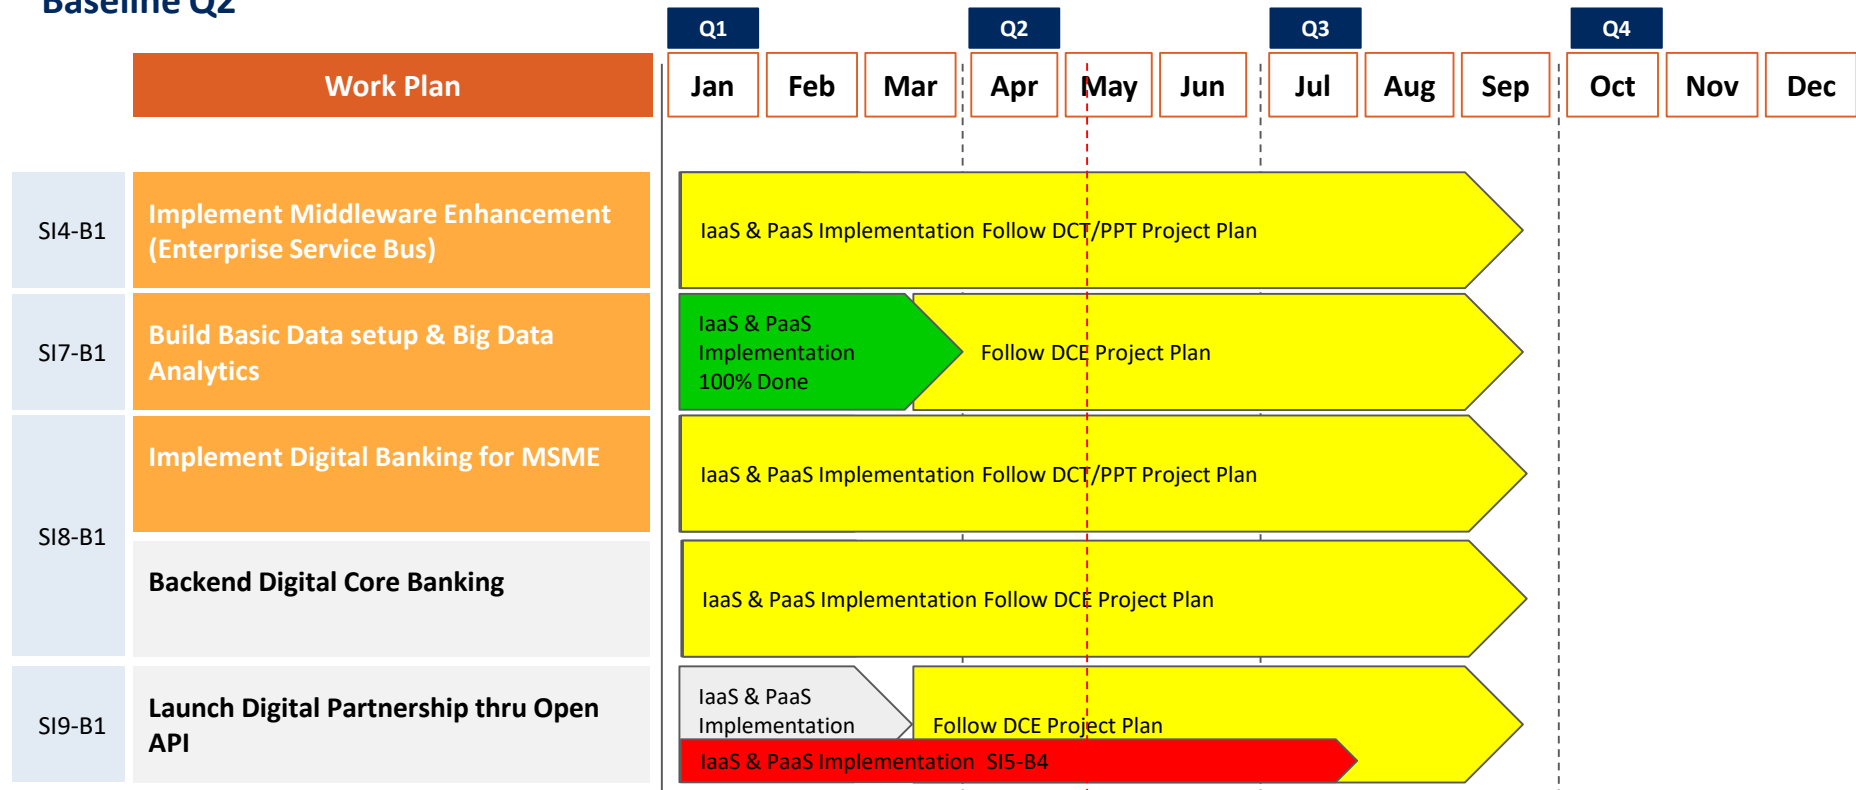 Baseline Q2
Q1 Q2 Q3 Q4
Work Plan Jan Feb Mar Apr May Jun Jul Aug Sep Oct Nov Dec
SI4-B1
Implement Middleware Enhancement
(Enterprise Service Bus)
IaaS & PaaS Implementation Follow DCT/PPT Project Plan
SI7-B1
Build Basic Data setup & Big Data
Analytics
IaaS & PaaS
Implementation
100% Done
Follow DCE Project Plan
SI8-B1
Implement Digital Banking for MSME
IaaS & PaaS Implementation Follow DCT/PPT Project Plan
Backend Digital Core Banking
IaaS & PaaS Implementation Follow DCE Project Plan
SI9-B1
Launch Digital Partnership thru Open
API
IaaS & PaaS
Implementation
Follow DCE Project Plan
IaaS & PaaS Implementation SI5-B4